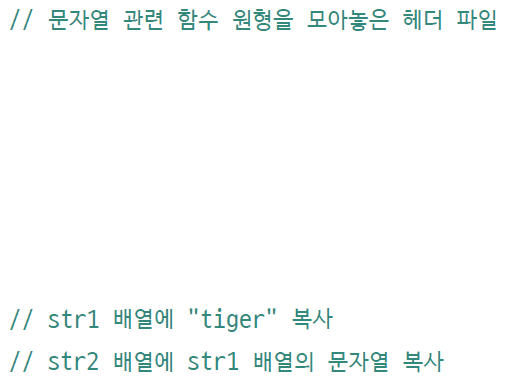 // 문자열 관련 함수 원형을 모아놓은 헤더 파일
// str1 배열에 "tiger" 복사
// str2 배열에 str1 배열의 문자열 복사